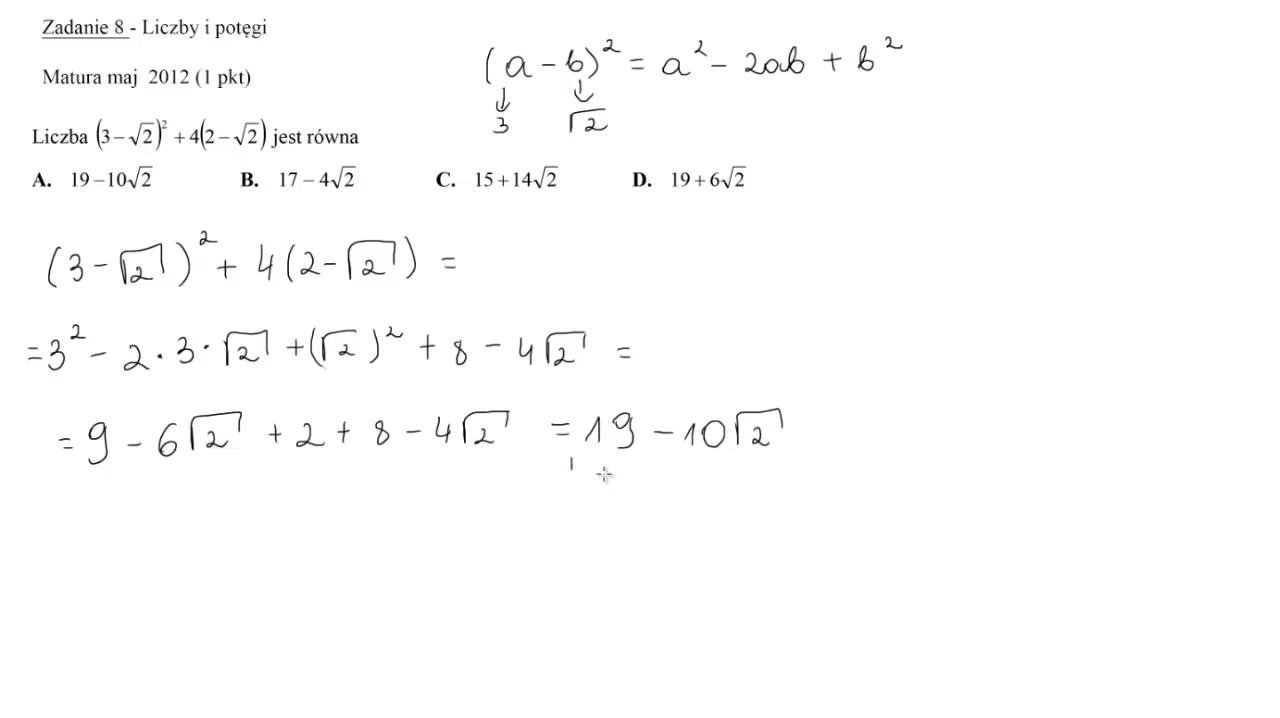 Zadanie 8 - Liczby i potęgi
(a - b)² = a² - 2ab + b²
Matura maj 2012 (1 pkt)
3 √2
Liczba (3-√2)² + 4(2-√2) jest równa
A. 19-10√2 B. 17-4√2 C. 15+14√2 D. 19+6√2
(3-√2)² + 4(2-√2) =
=3² - 2·3·√2 + (√2)² + 8 - 4√2 =
= 9 - 6√2 + 2 + 8 - 4√2 = 19 - 10√2